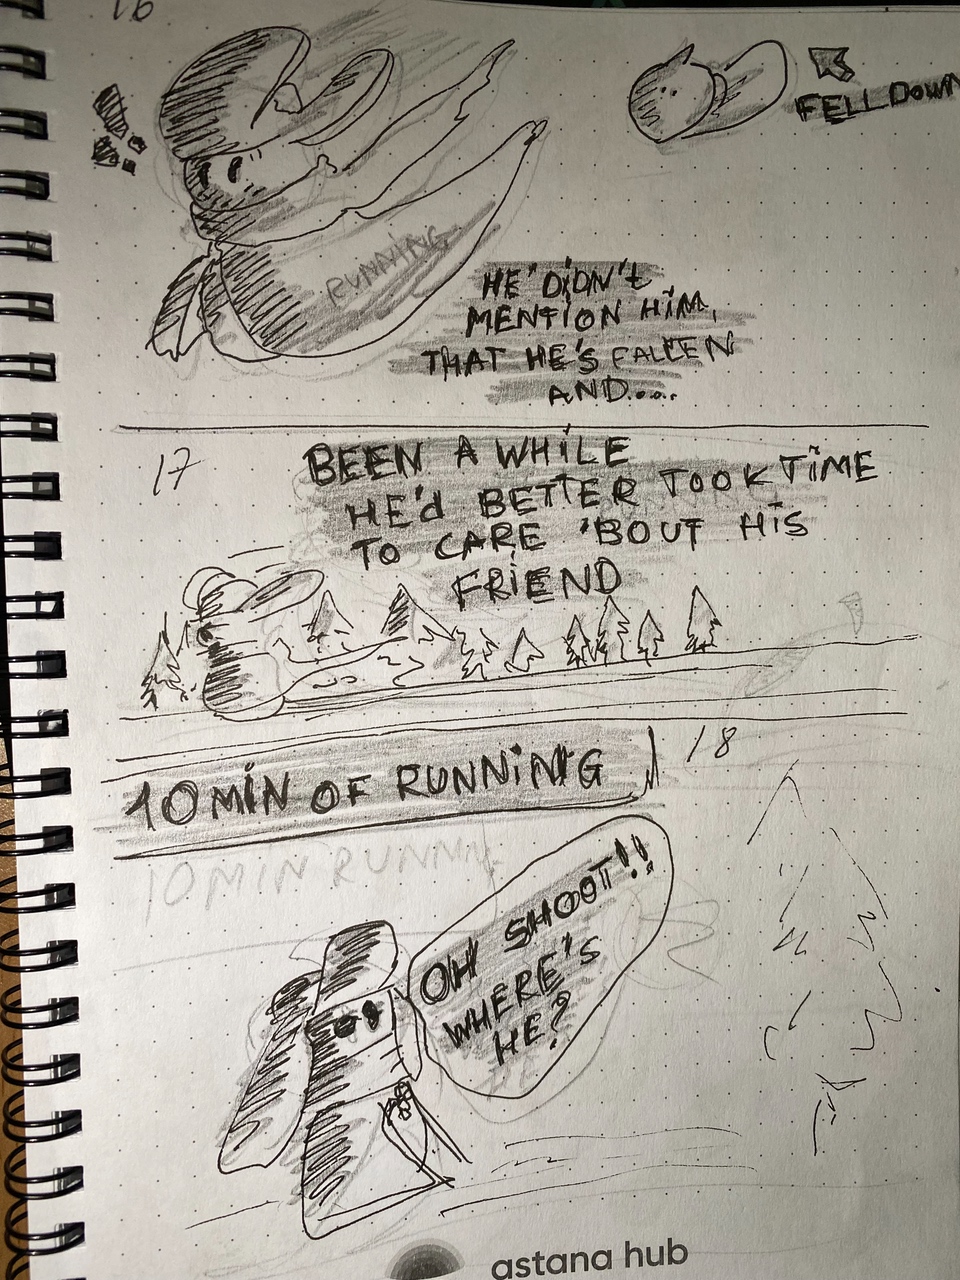 16
FELL DOWN
RUNNING
HE DIDN't
MENTION HIM,
THAT HE'S FALLEN
AND....
17
BEEN A WHILE
HE'd BETTER TOOK TIME
TO CARE 'BOUT HIS
FRIEND
10 MIN OF RUNNING
18
10 MIN RUNNIN
OH SHOOT!!
WHERE'S
HE?
astana hub